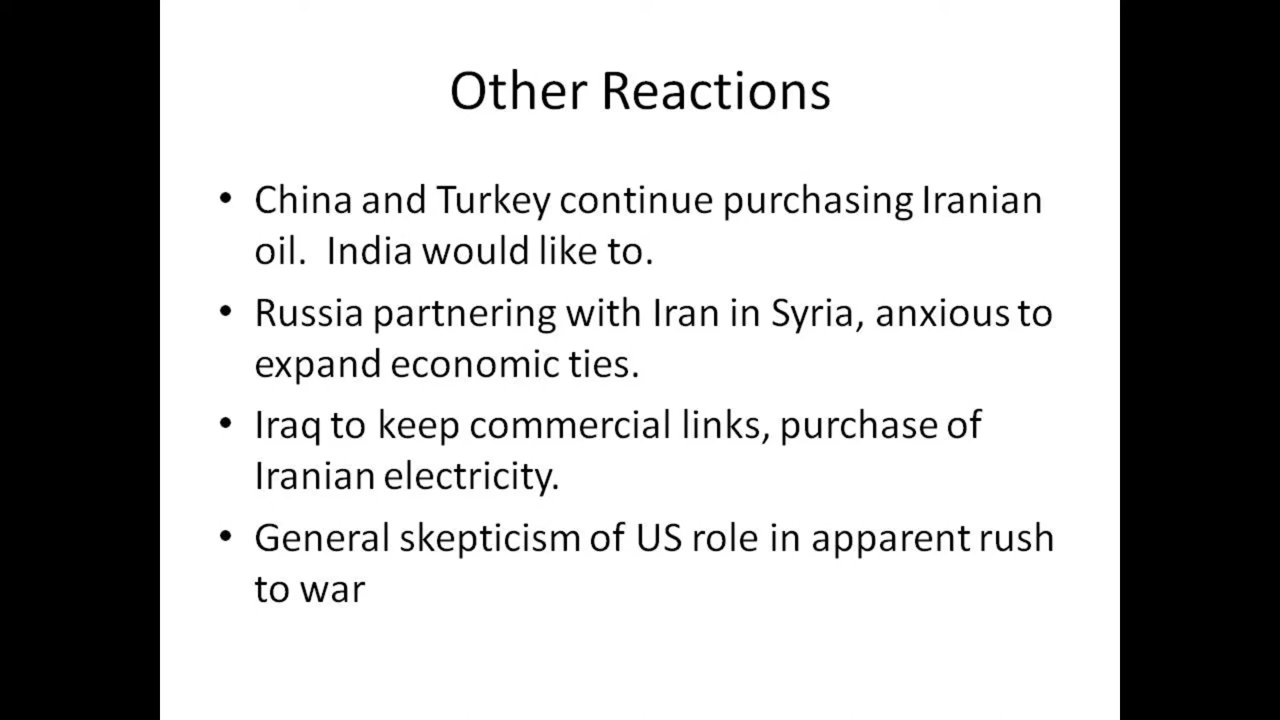 Other Reactions
• China and Turkey continue purchasing Iranian
oil.  India would like to.
• Russia partnering with Iran in Syria, anxious to
expand economic ties.
• Iraq to keep commercial links, purchase of
Iranian electricity.
• General skepticism of US role in apparent rush
to war